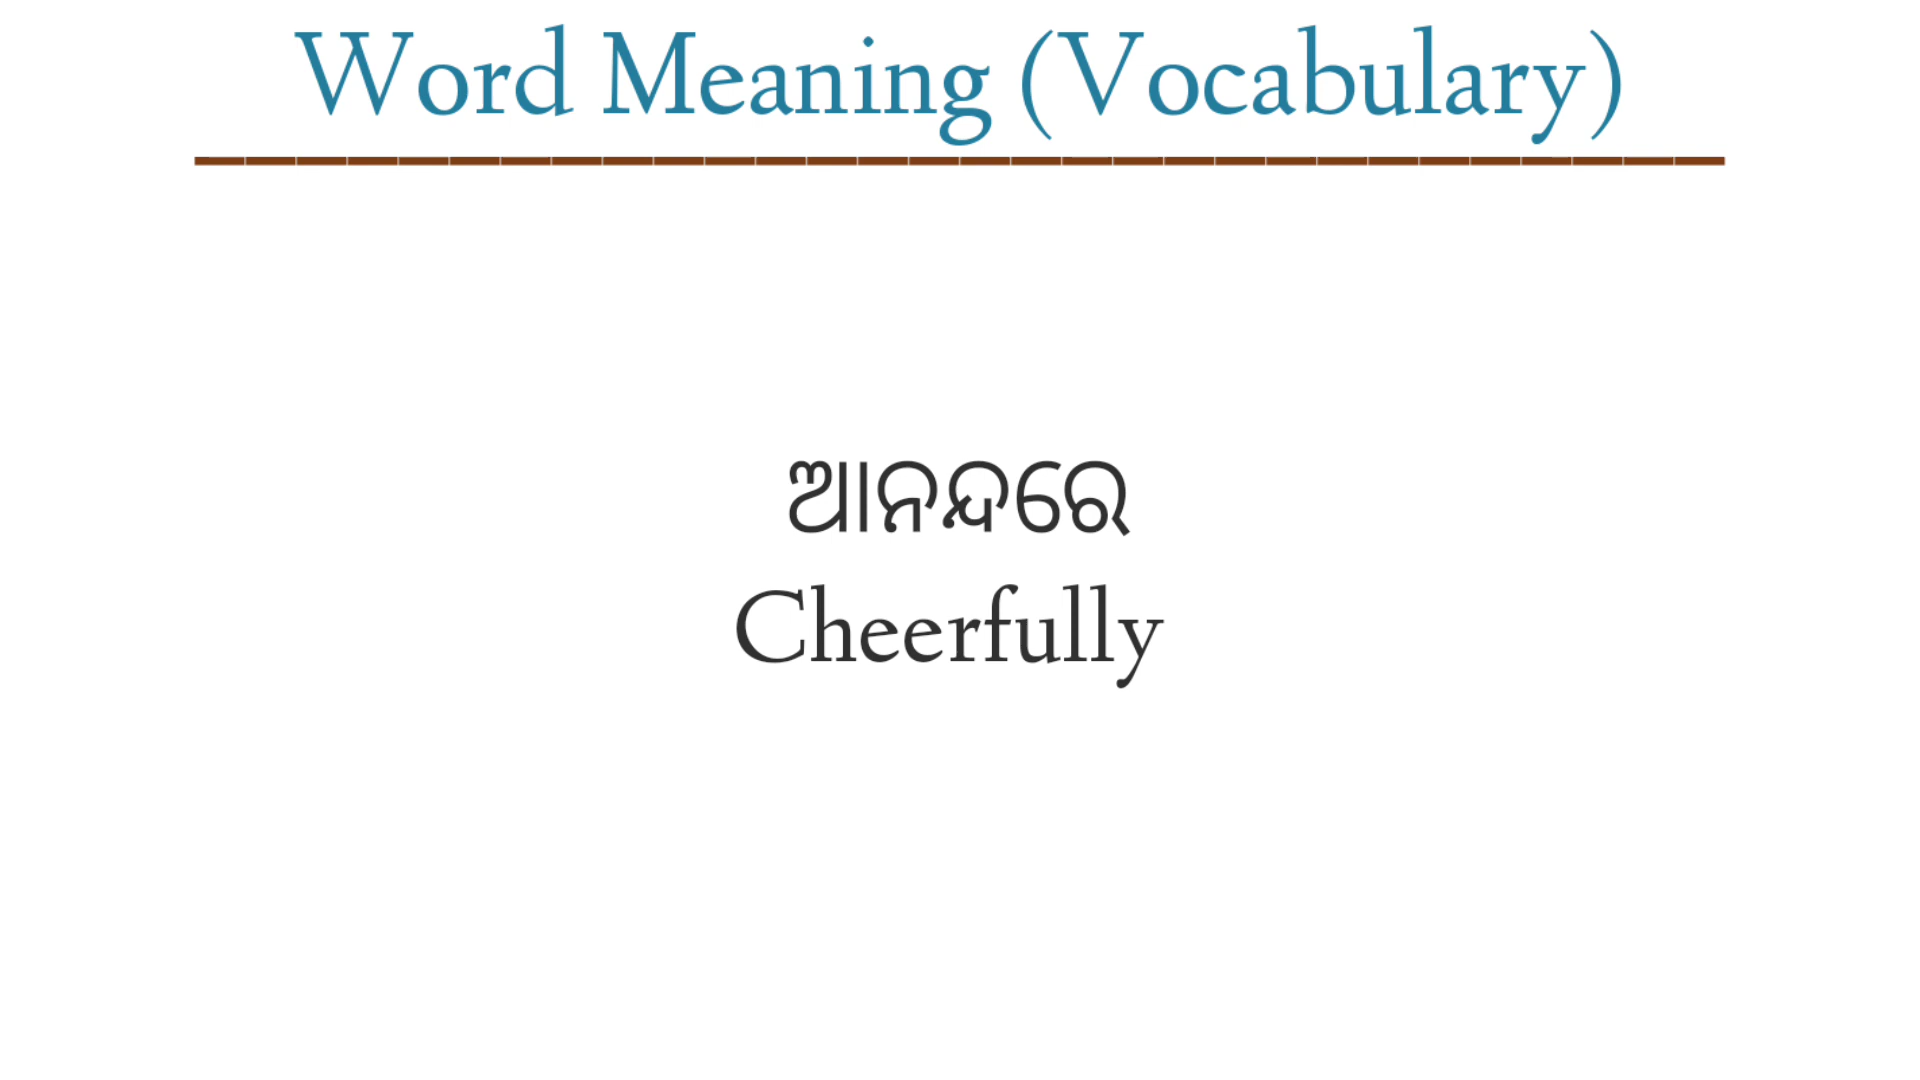 Word Meaning (Vocabulary)
ଆନନ୍ଦରେ
Cheerfully